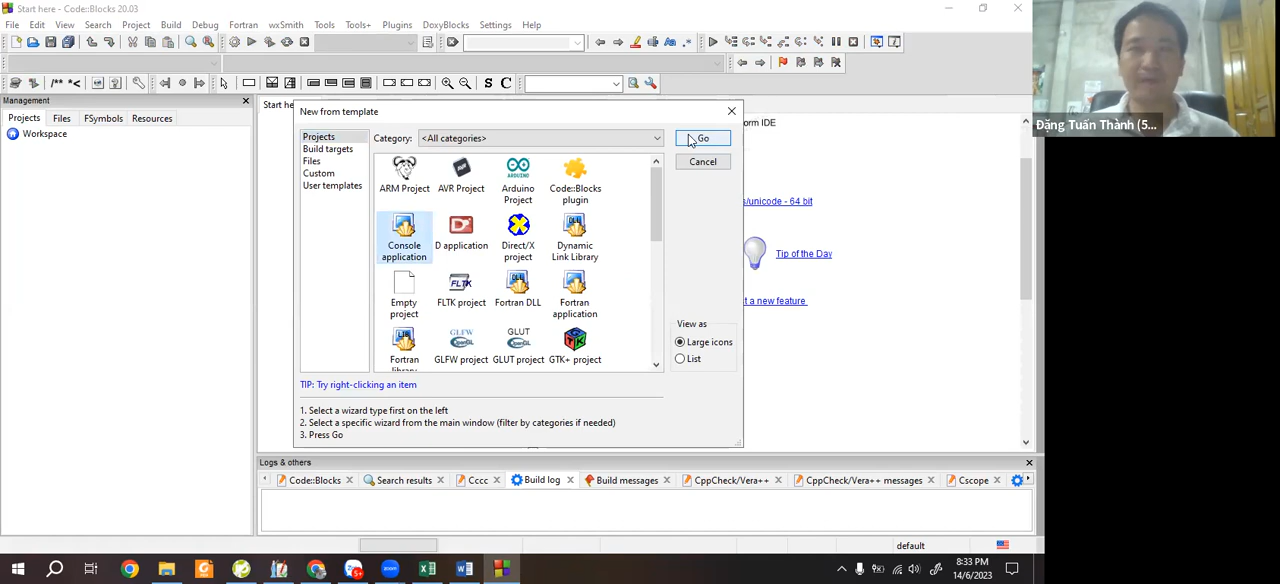 Start here - Code::Blocks 20.03
File Edit View Search Project Build Debug Fortran wxSmith Tools Tools+ Plugins DoxyBlocks Settings Help
Management
Projects Files FSymbols Resources
Workspace
Start he
orm IDE
s/unicode - 64 bit
Tip of the Day
t a new feature
New from template
Projects
Build targets
Files
Custom
User templates
Category: <All categories>
Go
Cancel
ARM Project
AVR Project
Arduino
Project
Code::Blocks
plugin
Console
application
D application
Direct/X
project
Dynamic
Link Library
Empty
project
FLTK project
Fortran DLL
Fortran
application
Fortran
library
GLFW project
GLUT project
GTK+ project
View as
Large icons
List
TIP: Try right-clicking an item
1. Select a wizard type first on the left
2. Select a specific wizard from the main window (filter by categories if needed)
3. Press Go
Logs & others
Code::Blocks Search results Cccc Build log Build messages CppCheck/Vera++ CppCheck/Vera++ messages Cscope
default
Đặng Tuấn Thành (5...
8:33 PM
14/6/2023